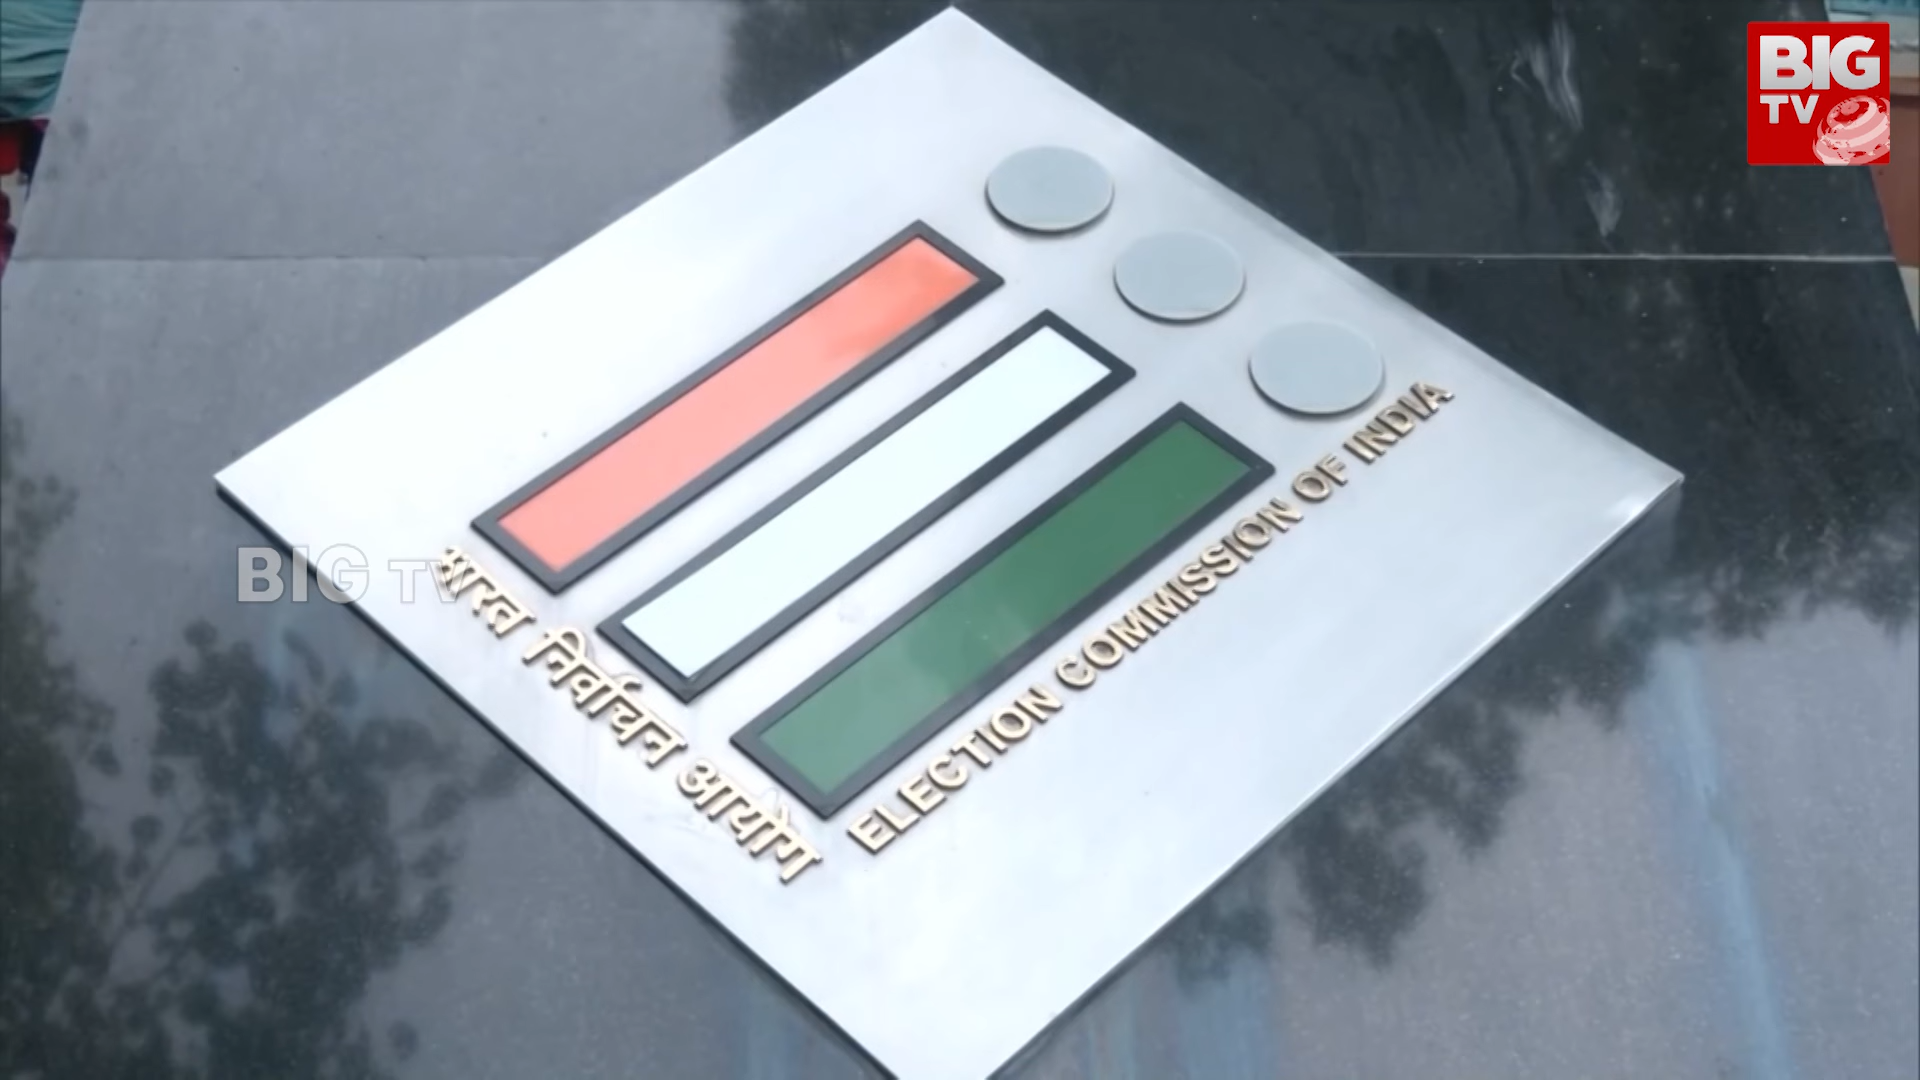 BIG
TV
BIG TV
भारत निर्वाचन आयोग
ELECTION COMMISSION OF INDIA